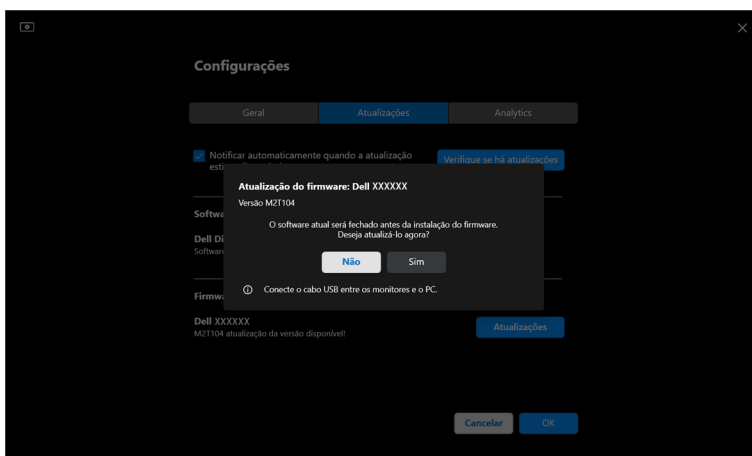 Configurações
Geral
Atualizações
Analytics
Notificar automaticamente quando a atualização
Verifique se há atualizações
Atualização do firmware: Dell XXXXXX
Versão M2T104
O software atual será fechado antes da instalação do firmware.
Deseja atualizá-lo agora?
Não
Sim
Conecte o cabo USB entre os monitores e o PC.
Dell XXXXXX
M2T104 atualização da versão disponível!
Atualizações
Cancelar
OK